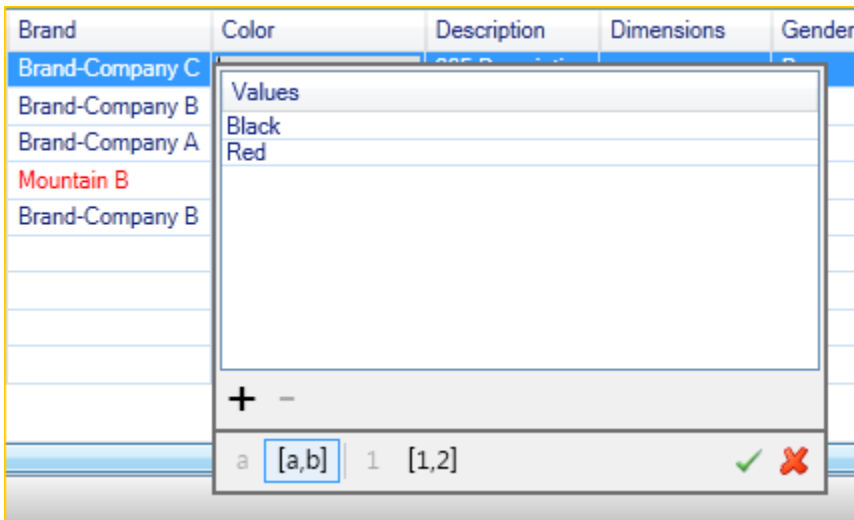 Brand Color Description Dimensions Gender
Brand-Company C
Values
Brand-Company B
Black
Brand-Company A
Red
Mountain B
Brand-Company B
+ -
a [a,b] 1 [1,2]